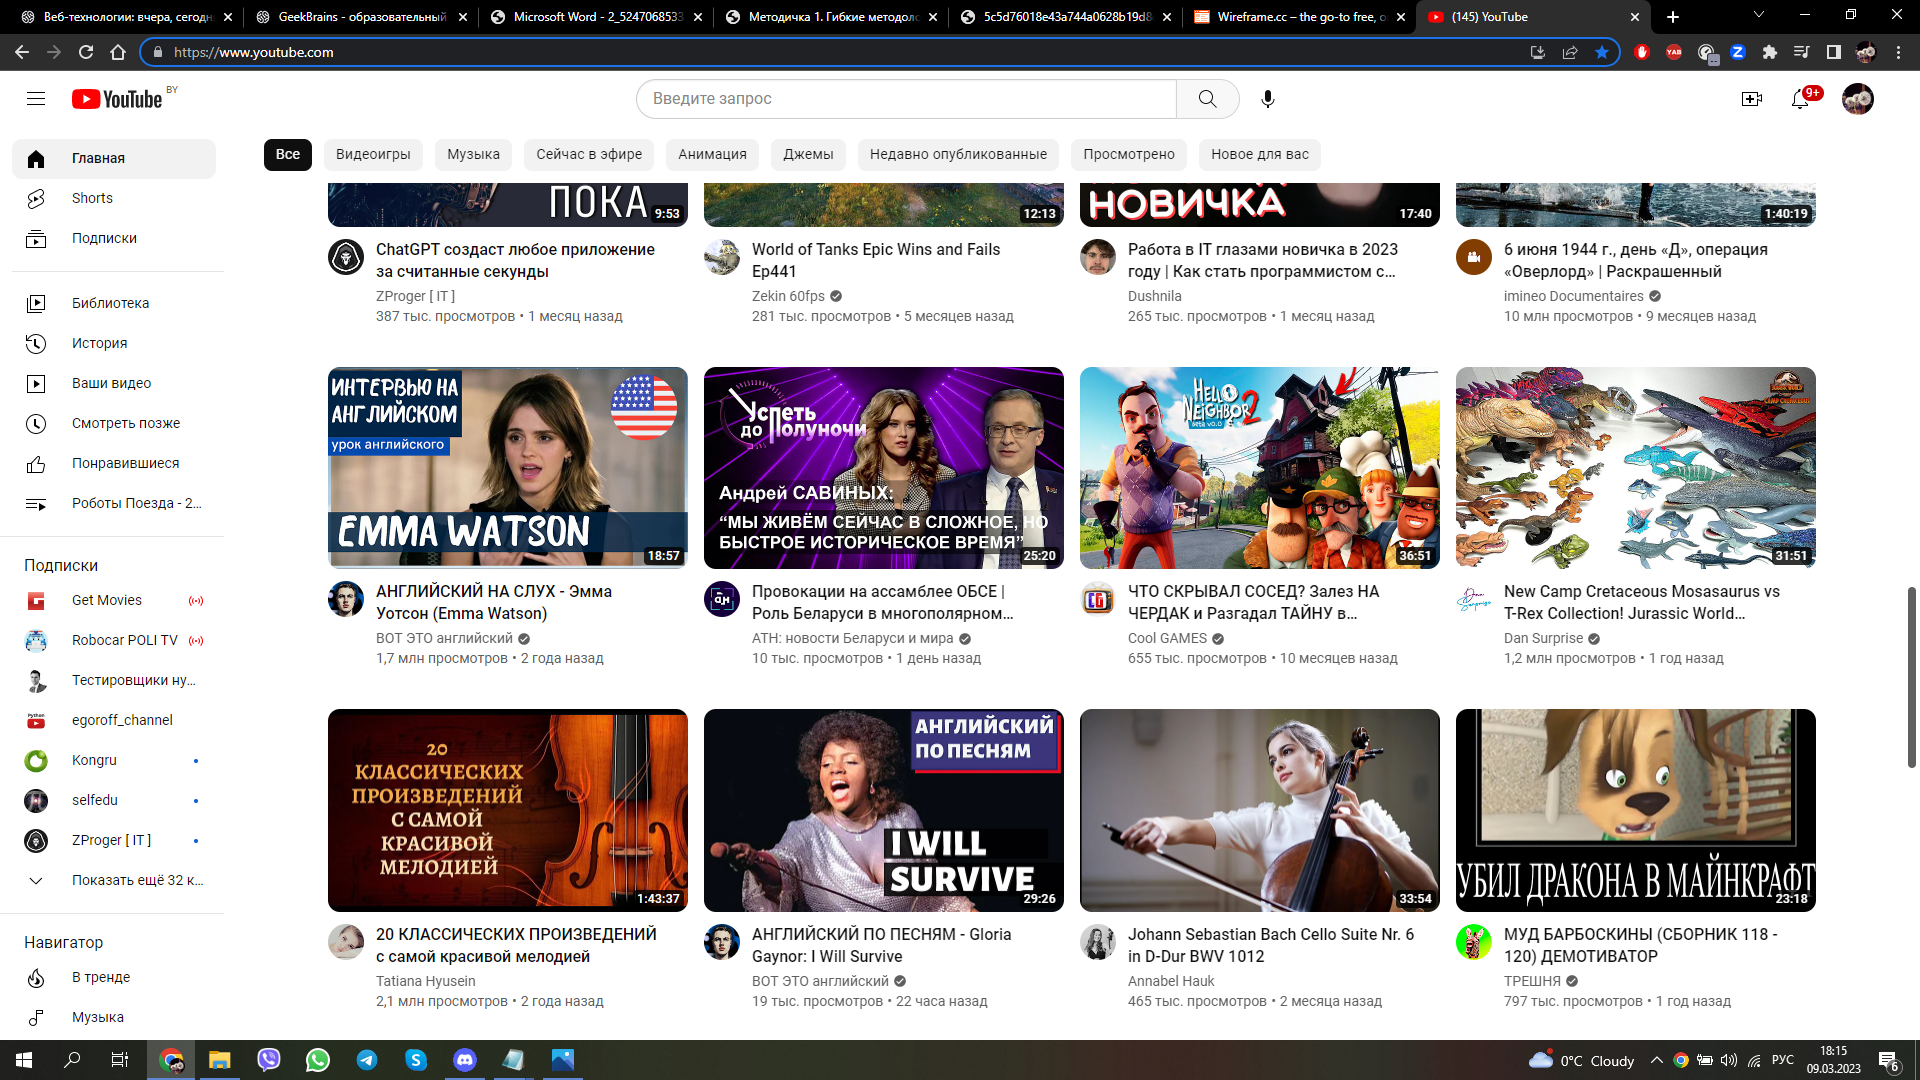 Веб-технологии: вчера, сегодн
GeekBrains - образовательный
Microsoft Word - 2_5247068533
Методичка 1. Гибкие методоло
5c5d76018e43a744a0628b19d8
Wireframe.cc – the go-to free, o
(145) YouTube
https://www.youtube.com
YouTube BY
Введите запрос
9+
Главная
Shorts
Подписки
Библиотека
История
Ваши видео
Смотреть позже
Понравившиеся
Роботы Поезда - 2...
Подписки
Get Movies
Robocar POLI TV
Тестировщики ну...
egoroff_channel
Kongru
selfedu
ZProger [ IT ]
Показать ещё 32 к...
Навигатор
В тренде
Музыка
Все
Видеоигры
Музыка
Сейчас в эфире
Анимация
Джемы
Недавно опубликованные
Просмотрено
Новое для вас
ПОКА
9:53
ChatGPT создаст любое приложение
за считанные секунды
ZProger [ IT ]
387 тыс. просмотров • 1 месяц назад
12:13
World of Tanks Epic Wins and Fails
Ep441
Zekin 60fps
281 тыс. просмотров • 5 месяцев назад
НОВИЧКА
17:40
Работа в IT глазами новичка в 2023
году | Как стать программистом с...
Dushnila
265 тыс. просмотров • 1 месяц назад
1:40:19
6 июня 1944 г., день «Д», операция
«Оверлорд» | Раскрашенный
imineo Documentaires
10 млн просмотров • 9 месяцев назад
ИНТЕРВЬЮ НА
АНГЛИЙСКОМ
урок английского
EMMA WATSON
18:57
АНГЛИЙСКИЙ НА СЛУХ - Эмма
Уотсон (Emma Watson)
ВОТ ЭТО английский
1,7 млн просмотров • 2 года назад
Успеть
до Полуночи
Андрей САВИНЫХ:
“МЫ ЖИВЁМ СЕЙЧАС В СЛОЖНОЕ, НО
БЫСТРОЕ ИСТОРИЧЕСКОЕ ВРЕМЯ”
25:20
Провокации на ассамблее ОБСЕ |
Роль Беларуси в многополярном...
АТН: новости Беларуси и мира
10 тыс. просмотров • 1 день назад
HELLO
NEIGHBOR 2
36:51
ЧТО СКРЫВАЛ СОСЕД? Залез НА
ЧЕРДАК и Разгадал ТАЙНУ в...
Cool GAMES
655 тыс. просмотров • 10 месяцев назад
31:51
New Camp Cretaceous Mosasaurus vs
T-Rex Collection! Jurassic World...
Dan Surprise
1,2 млн просмотров • 1 год назад
20
КЛАССИЧЕСКИХ
ПРОИЗВЕДЕНИЙ
С САМОЙ
КРАСИВОЙ
МЕЛОДИЕЙ
1:43:37
20 КЛАССИЧЕСКИХ ПРОИЗВЕДЕНИЙ
с самой красивой мелодией
Tatiana Hyusein
2,1 млн просмотров • 2 года назад
АНГЛИЙСКИЙ
ПО ПЕСНЯМ
I WILL
SURVIVE
29:26
АНГЛИЙСКИЙ ПО ПЕСНЯМ - Gloria
Gaynor: I Will Survive
ВОТ ЭТО английский
19 тыс. просмотров • 22 часа назад
33:54
Johann Sebastian Bach Cello Suite Nr. 6
in D-Dur BWV 1012
Annabel Hauk
465 тыс. просмотров • 2 месяца назад
УБИЛ ДРАКОНА В МАЙНКРАФТ
23:18
МУД БАРБОСКИНЫ (СБОРНИК 118 -
120) ДЕМОТИВАТОР
ТРЕШНЯ
797 тыс. просмотров • 1 год назад
0°C Cloudy
РУС
18:15
09.03.2023
6